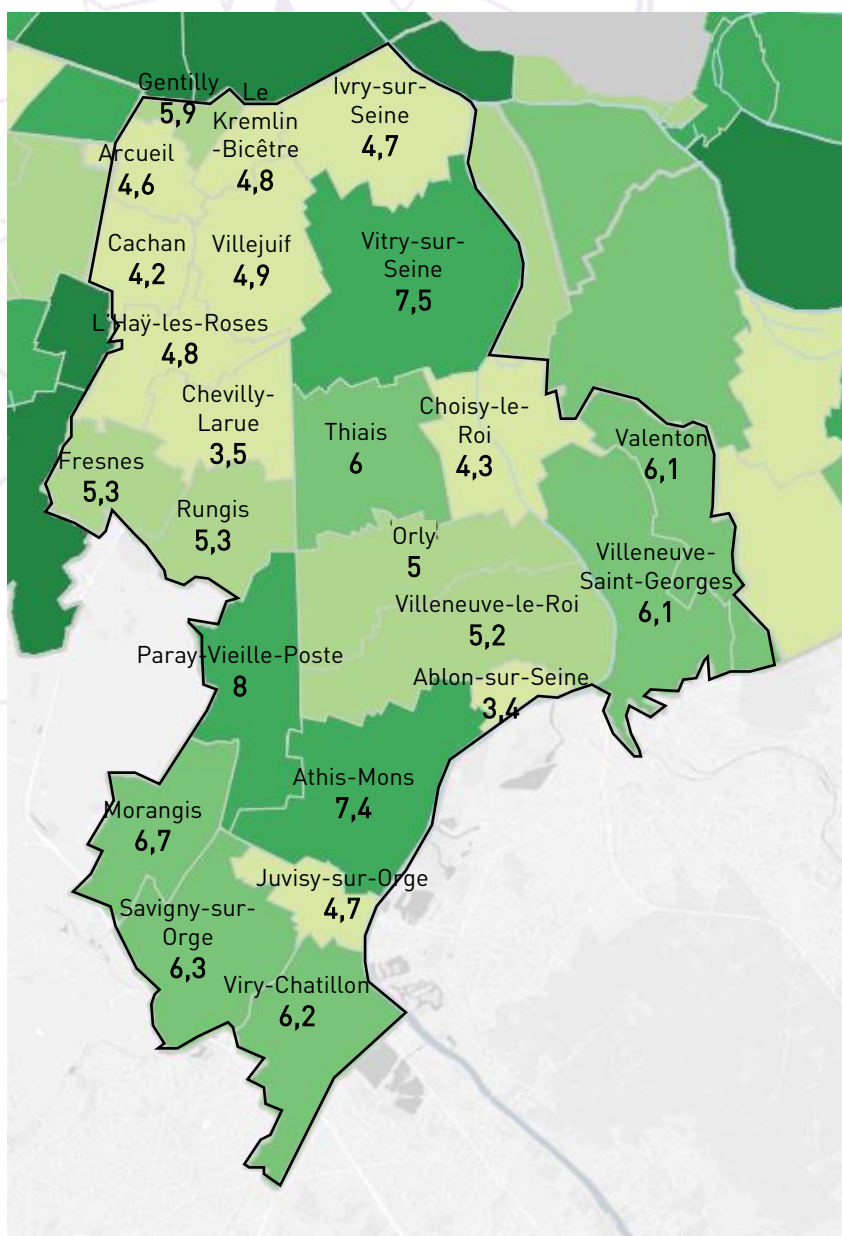 Gentilly
5,9
Le
Kremlin
-Bicêtre
4,8
Ivry-sur-
Seine
4,7
Arcueil
4,6
Cachan
4,2
Villejuif
4,9
Vitry-sur-
Seine
7,5
L'Haÿ-les-Roses
4,8
Chevilly-
Larue
3,5
Thiais
6
Choisy-le-
Roi
4,3
Valenton
6,1
Fresnes
5,3
Rungis
5,3
Orly
5
Villeneuve-
Saint-Georges
6,1
Villeneuve-le-Roi
5,2
Paray-Vieille-Poste
8
Ablon-sur-Seine
3,4
Athis-Mons
7,4
Morangis
6,7
Juvisy-sur-Orge
4,7
Savigny-sur-
Orge
6,3
Viry-Chatillon
6,2